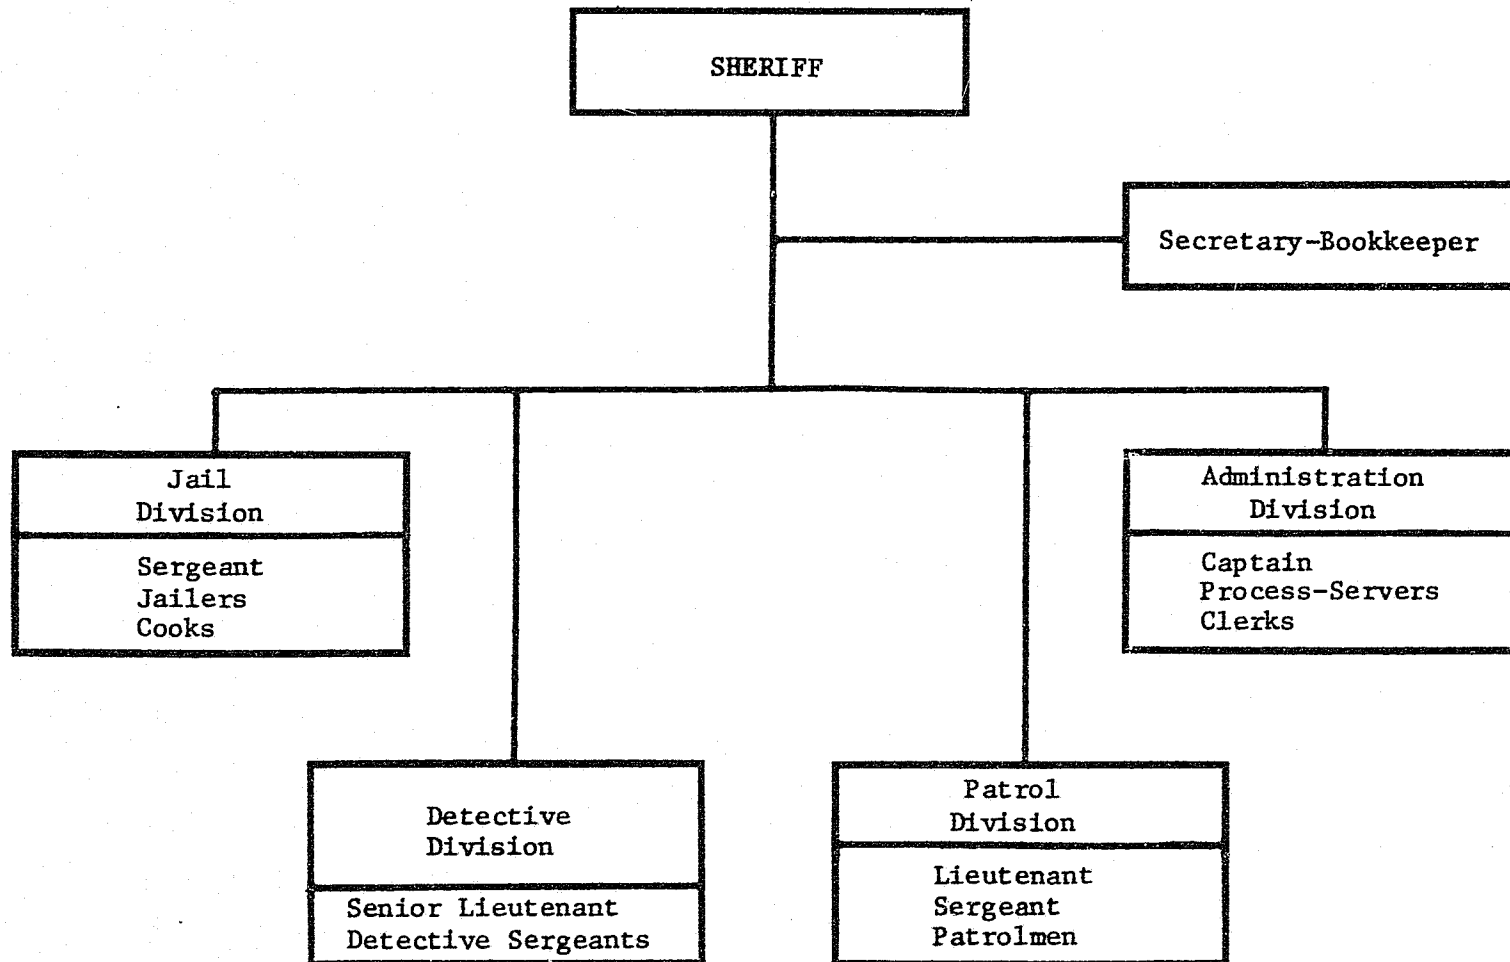 SHERIFF
Secretary-Bookkeeper
Jail
Division
Sergeant
Jailers
Cooks
Administration
Division
Captain
Process-Servers
Clerks
Detective
Division
Senior Lieutenant
Detective Sergeants
Patrol
Division
Lieutenant
Sergeant
Patrolmen